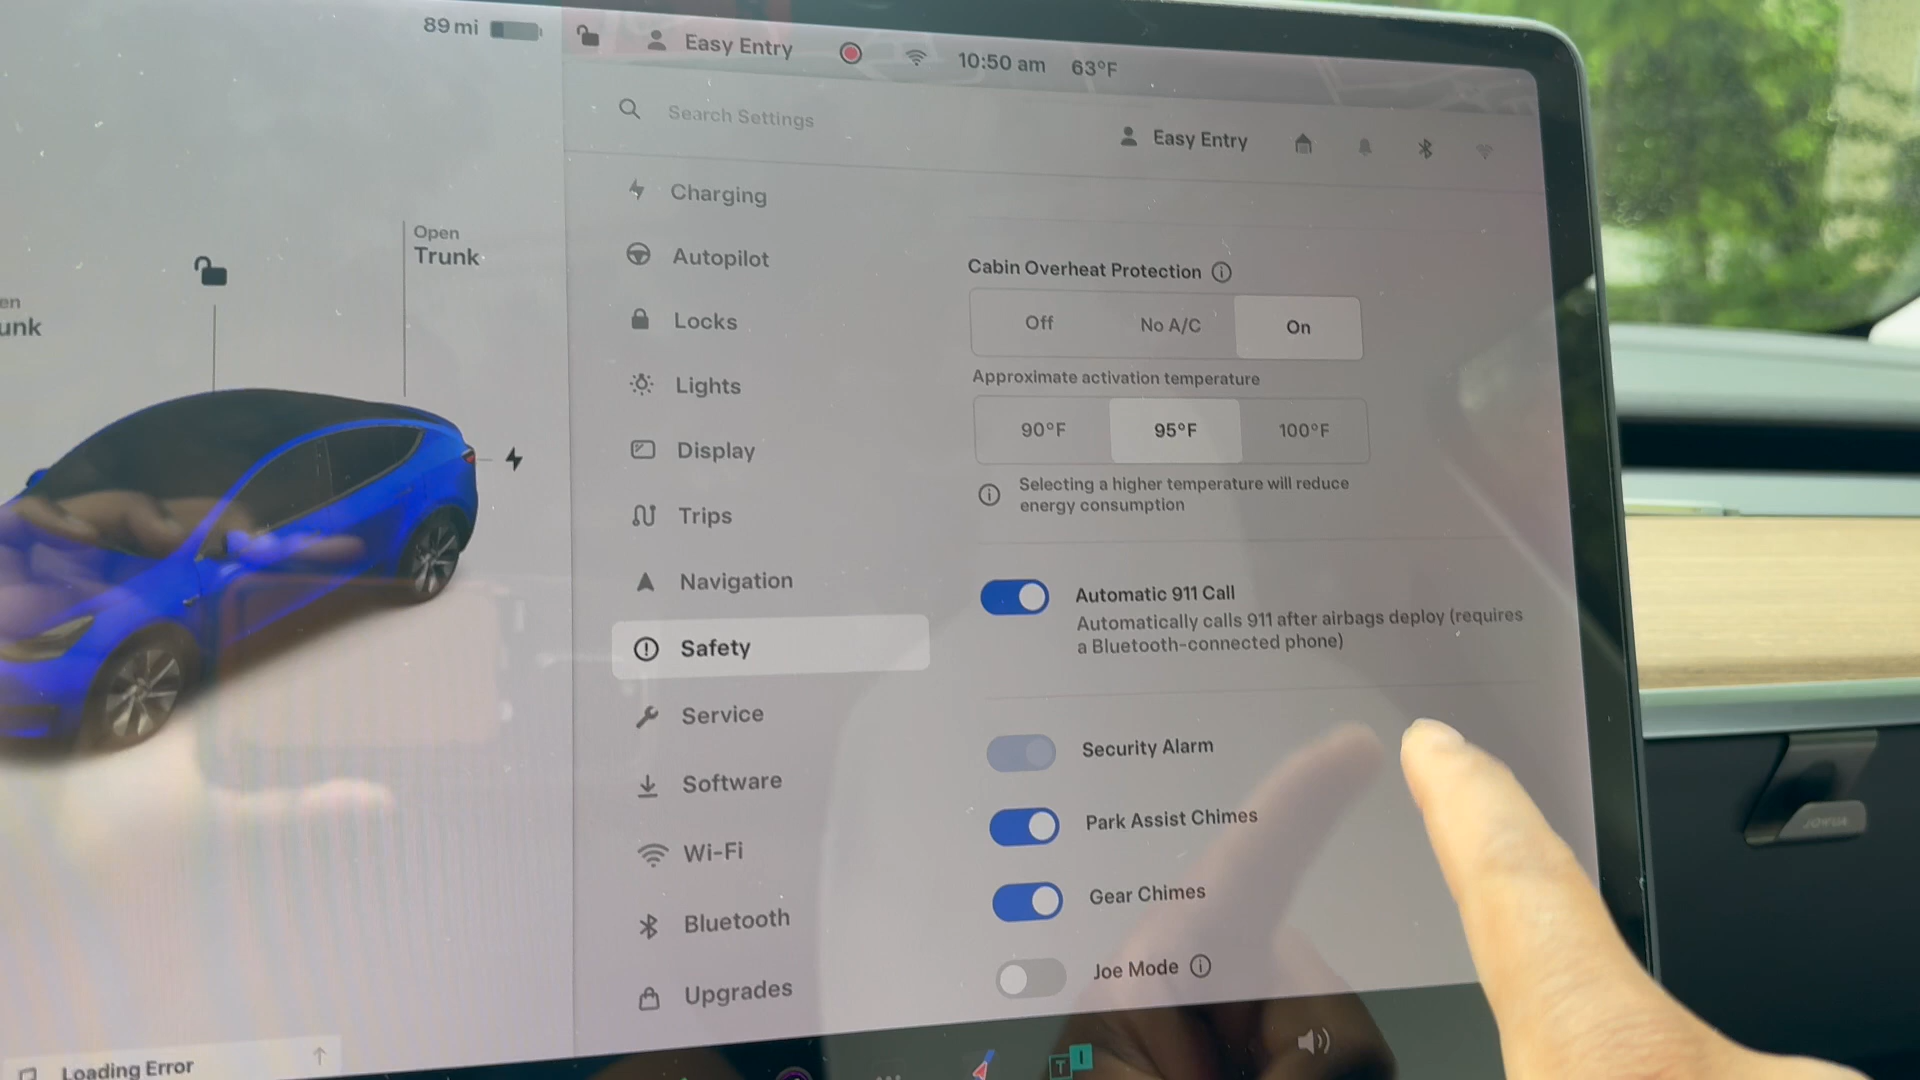 89 mi
Easy Entry
10:50 am
63°F
Search Settings
Easy Entry
Open
Trunk
en
unk
Charging
Autopilot
Locks
Lights
Display
Trips
Navigation
Safety
Service
Software
Wi-Fi
Bluetooth
Upgrades
Cabin Overheat Protection
Off
No A/C
On
Approximate activation temperature
90°F
95°F
100°F
Selecting a higher temperature will reduce
energy consumption
Automatic 911 Call
Automatically calls 911 after airbags deploy (requires
a Bluetooth-connected phone)
Security Alarm
Park Assist Chimes
Gear Chimes
Joe Mode
Loading Error
T
I
JOWUA